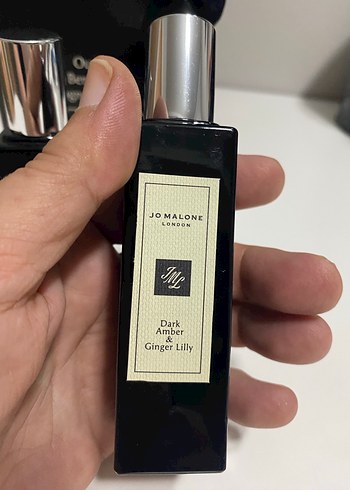 JO MALONE
LONDON
JML
Dark
Amber
&
Ginger Lilly